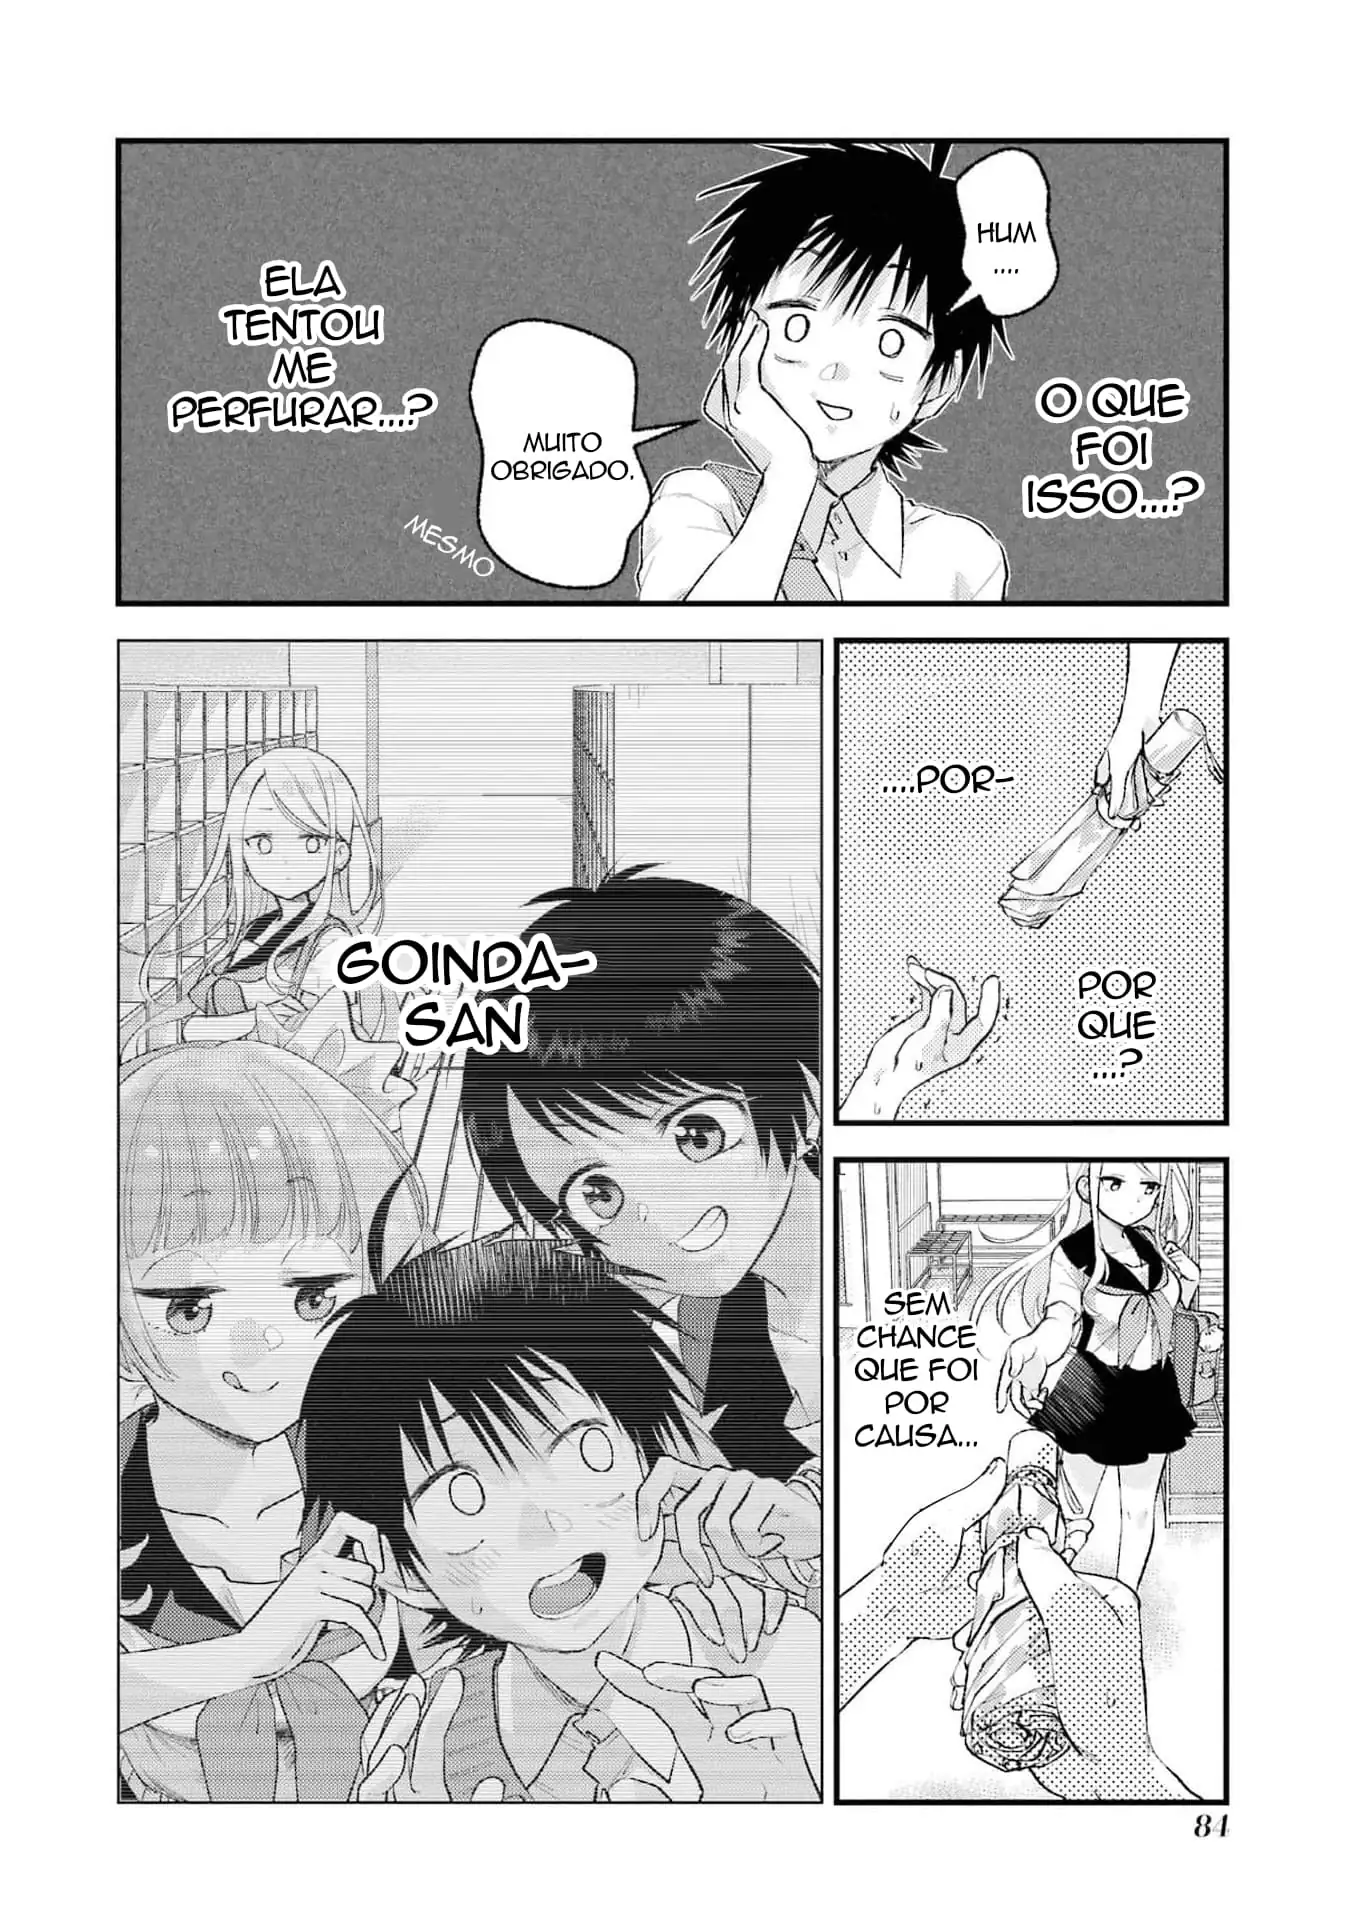 HUM
....
O QUE
FOI
ISSO...?
MUITO
OBRIGADO.
MESMO
ELA
TENTOU
ME
PERFURAR...?
....POR-
POR
QUE
...?
SEM
CHANCE
QUE FOI
POR
CAUSA...
GOINDA-
SAN
84